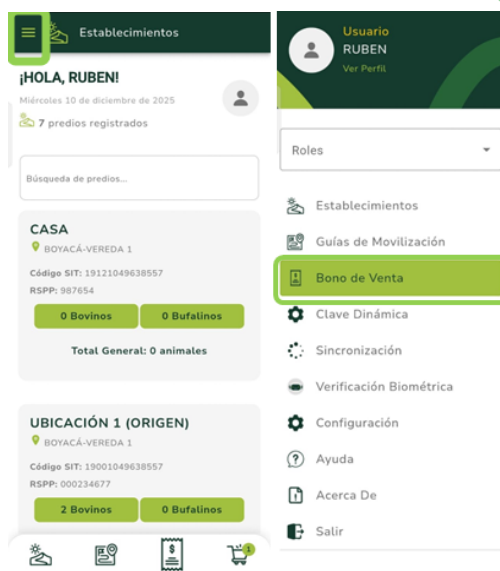 Establecimientos
¡HOLA, RUBEN!
Miércoles 10 de diciembre de 2025
7 predios registrados
Búsqueda de predios...
CASA
BOYACÁ-VEREDA 1
Código SIT: 19121049638557
RSPP: 987654
0 Bovinos 0 Bufalinos
Total General: 0 animales
UBICACIÓN 1 (ORIGEN)
BOYACÁ-VEREDA 1
Código SIT: 19001049638557
RSPP: 000234677
2 Bovinos 0 Bufalinos
1
Usuario
RUBEN
Ver Perfil
Roles
Establecimientos
Guías de Movilización
Bono de Venta
Clave Dinámica
Sincronización
Verificación Biométrica
Configuración
Ayuda
Acerca De
Salir